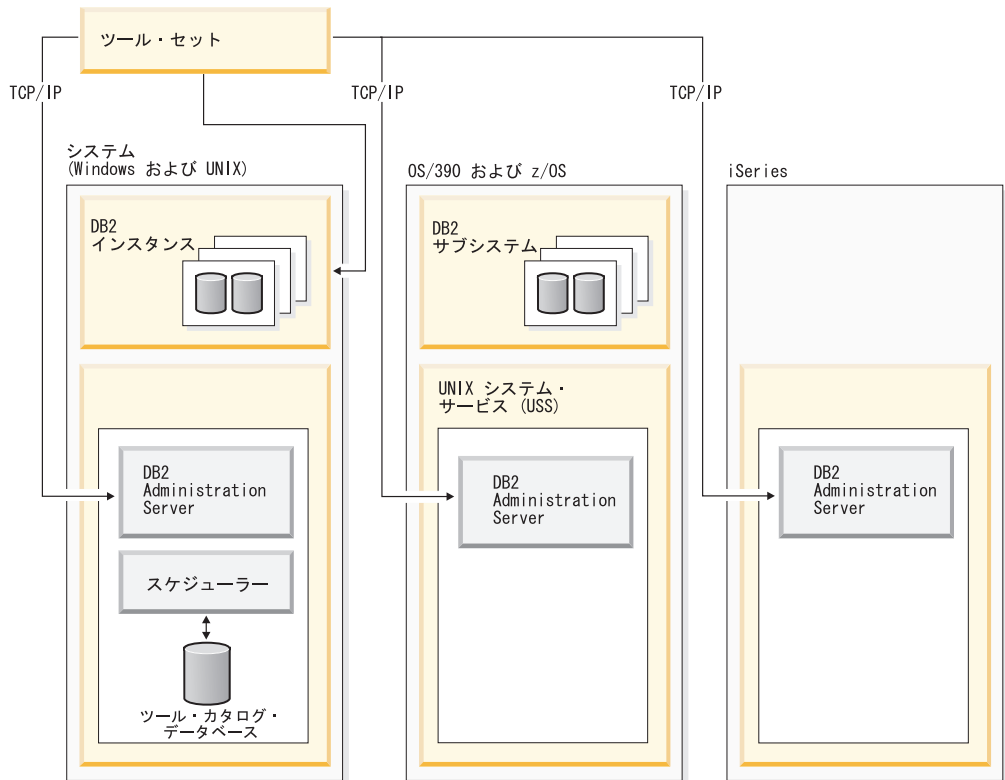 ツール・セット
TCP/IP
TCP/IP
TCP/IP
システム
(Windows および UNIX)
DB2
インスタンス
DB2
Administration
Server
スケジューラー
ツール・カタログ・
データベース
OS/390 および z/OS
DB2
サブシステム
UNIX システム・
サービス (USS)
DB2
Administration
Server
iSeries
DB2
Administration
Server